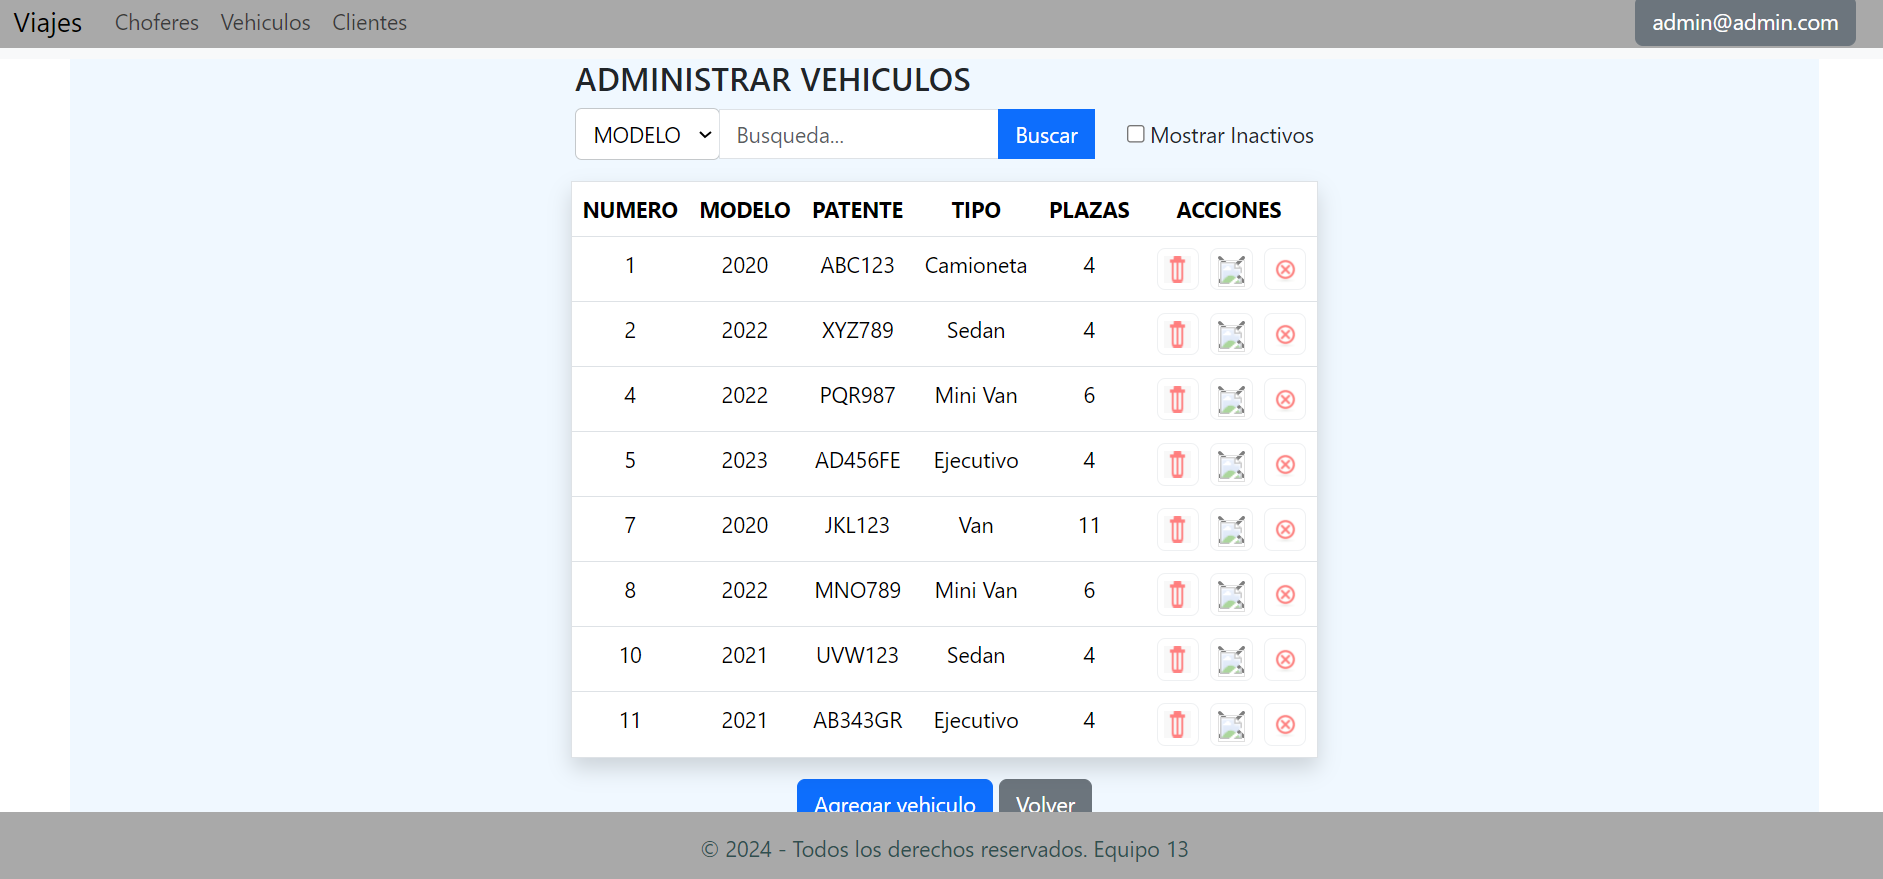 Viajes Choferes Vehiculos Clientes admin@admin.com
ADMINISTRAR VEHICULOS
MODELO Busqueda... Buscar Mostrar Inactivos
NUMERO MODELO PATENTE TIPO PLAZAS ACCIONES
1 2020 ABC123 Camioneta 4
2 2022 XYZ789 Sedan 4
4 2022 PQR987 Mini Van 6
5 2023 AD456FE Ejecutivo 4
7 2020 JKL123 Van 11
8 2022 MNO789 Mini Van 6
10 2021 UVW123 Sedan 4
11 2021 AB343GR Ejecutivo 4
Agregar vehiculo Volver
© 2024 - Todos los derechos reservados. Equipo 13